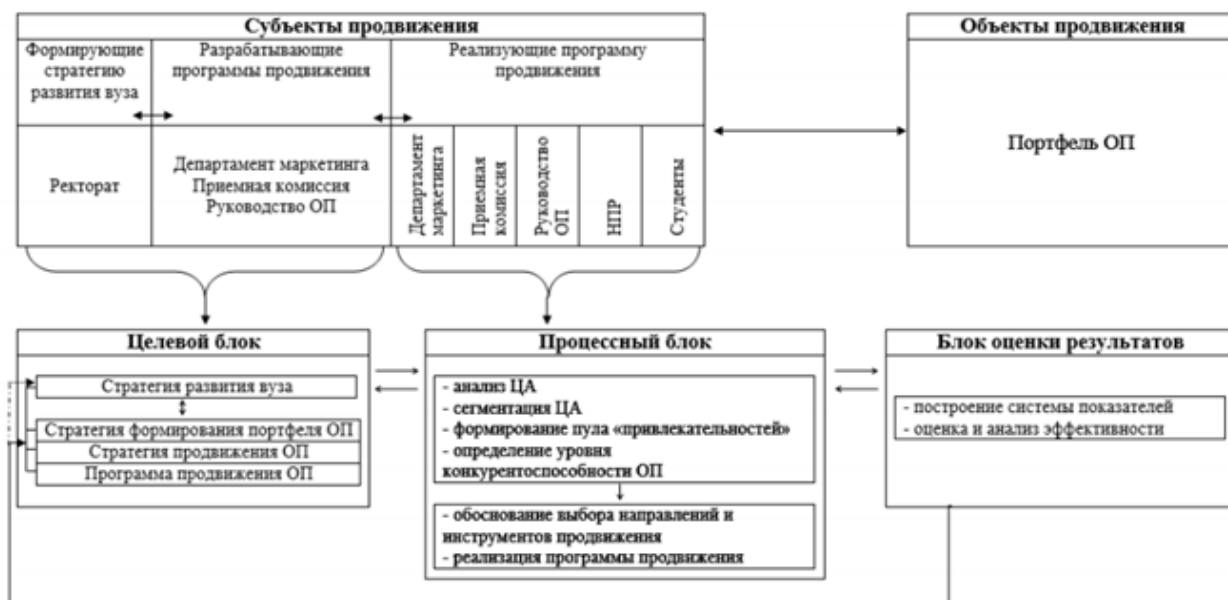 Субъекты продвижения
Формирующие
стратегию
развития вуза
Разрабатывающие
программы продвижения
Реализующие программу
продвижения
Ректорат
Департамент маркетинга
Приемная комиссия
Руководство ОП
Департамент
маркетинга
Приемная
комиссия
Руководство
ОП
НПР
Студенты
Объекты продвижения
Портфель ОП
Целевой блок
Стратегия развития вуза
Стратегия формирования портфеля ОП
Стратегия продвижения ОП
Программа продвижения ОП
Процессный блок
- анализ ЦА
- сегментация ЦА
- формирование пула «привлекательностей»
- определение уровня
конкурентоспособности ОП
- обоснование выбора направлений и
инструментов продвижения
- реализация программы продвижения
Блок оценки результатов
- построение системы показателей
- оценка и анализ эффективности